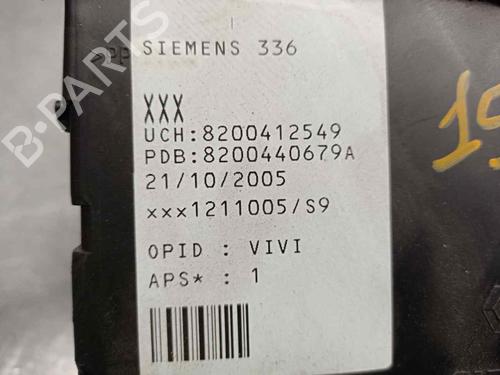 SIEMENS 336
XXX
UCH:8200412549
PDB:8200440679A
21/10/2005
xxx1211005/S9
OPID : VIVI
APS* : 1
B-PARTS